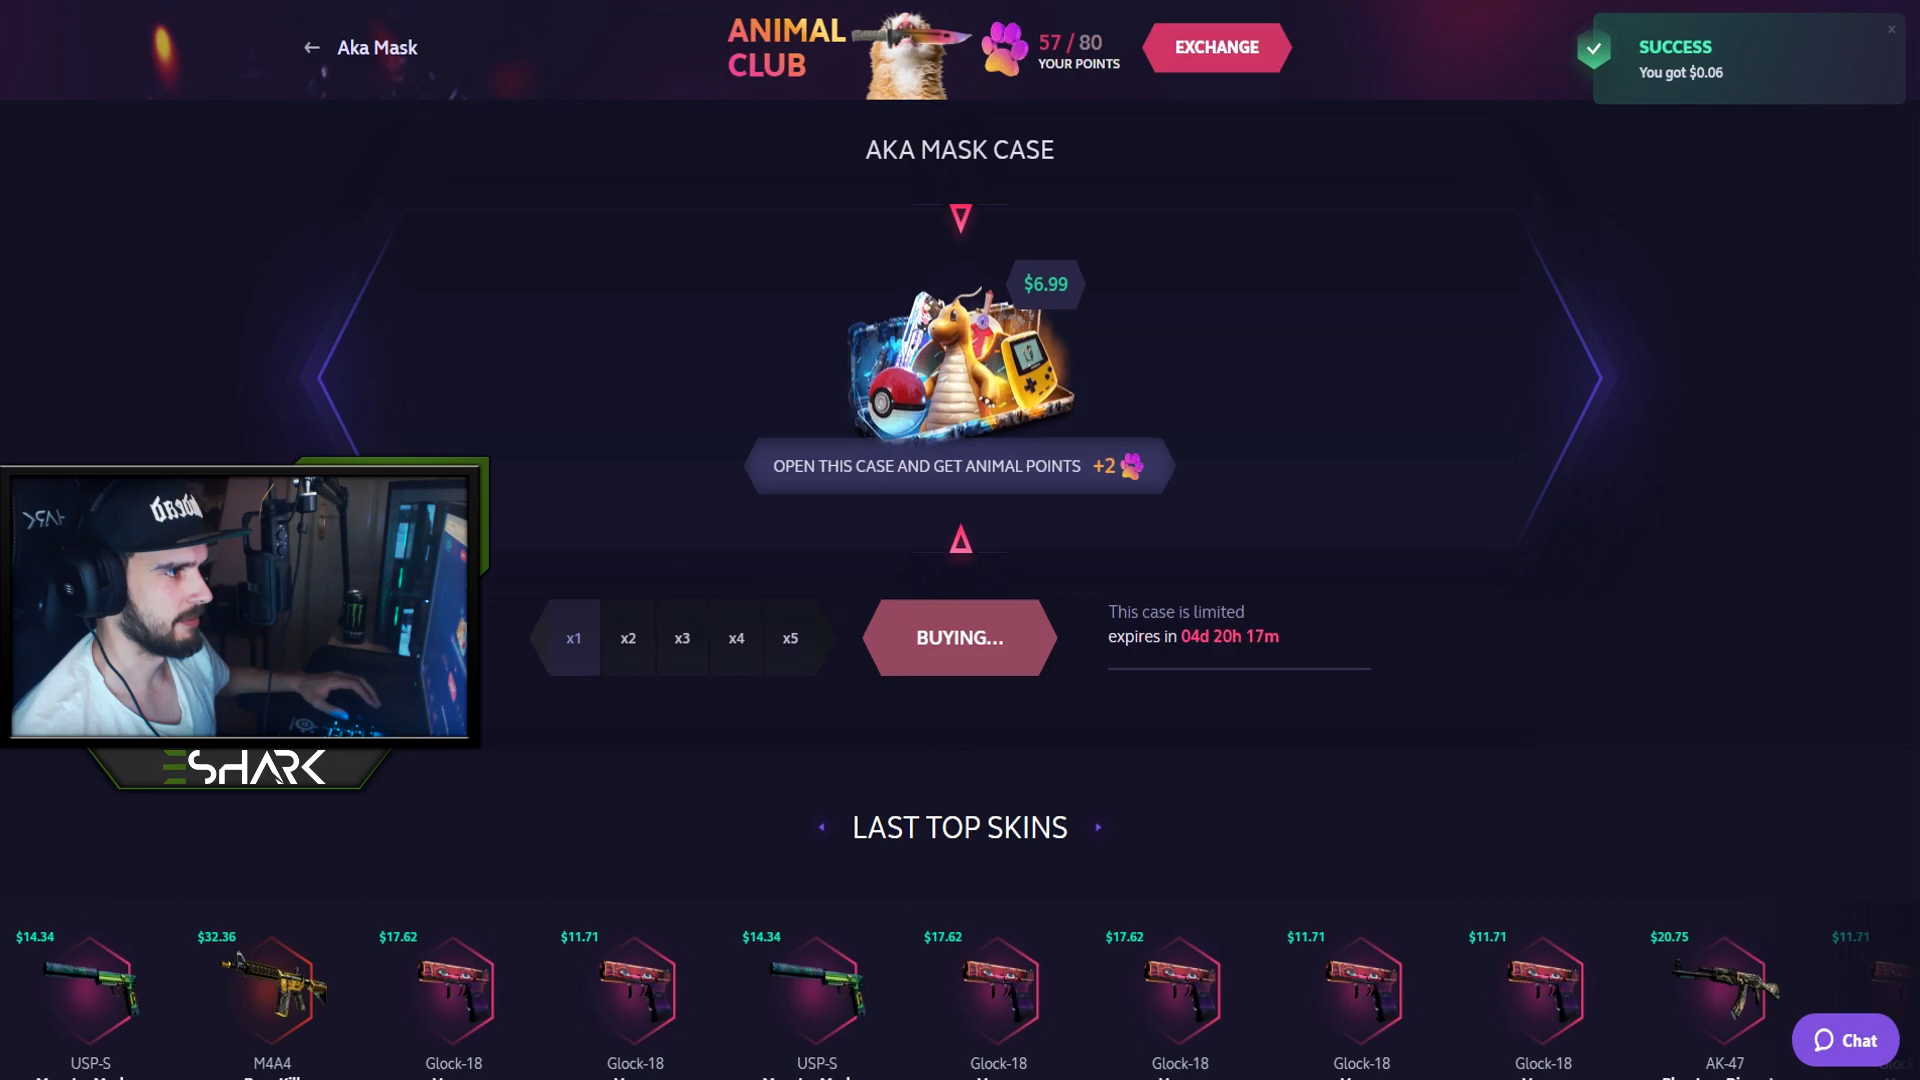 ← Aka Mask
ANIMAL
CLUB
57 / 80
YOUR POINTS
EXCHANGE
SUCCESS
You got $0.06
AKA MASK CASE
$6.99
OPEN THIS CASE AND GET ANIMAL POINTS +2
x1 x2 x3 x4 x5
BUYING...
This case is limited
expires in 04d 20h 17m
ESHARK
LAST TOP SKINS
$14.34 $32.36 $17.62 $11.71 $14.34 $17.62 $17.62 $11.71 $11.71 $20.75 $11.71
USP-S M4A4 Glock-18 Glock-18 USP-S Glock-18 Glock-18 Glock-18 Glock-18 AK-47
Chat